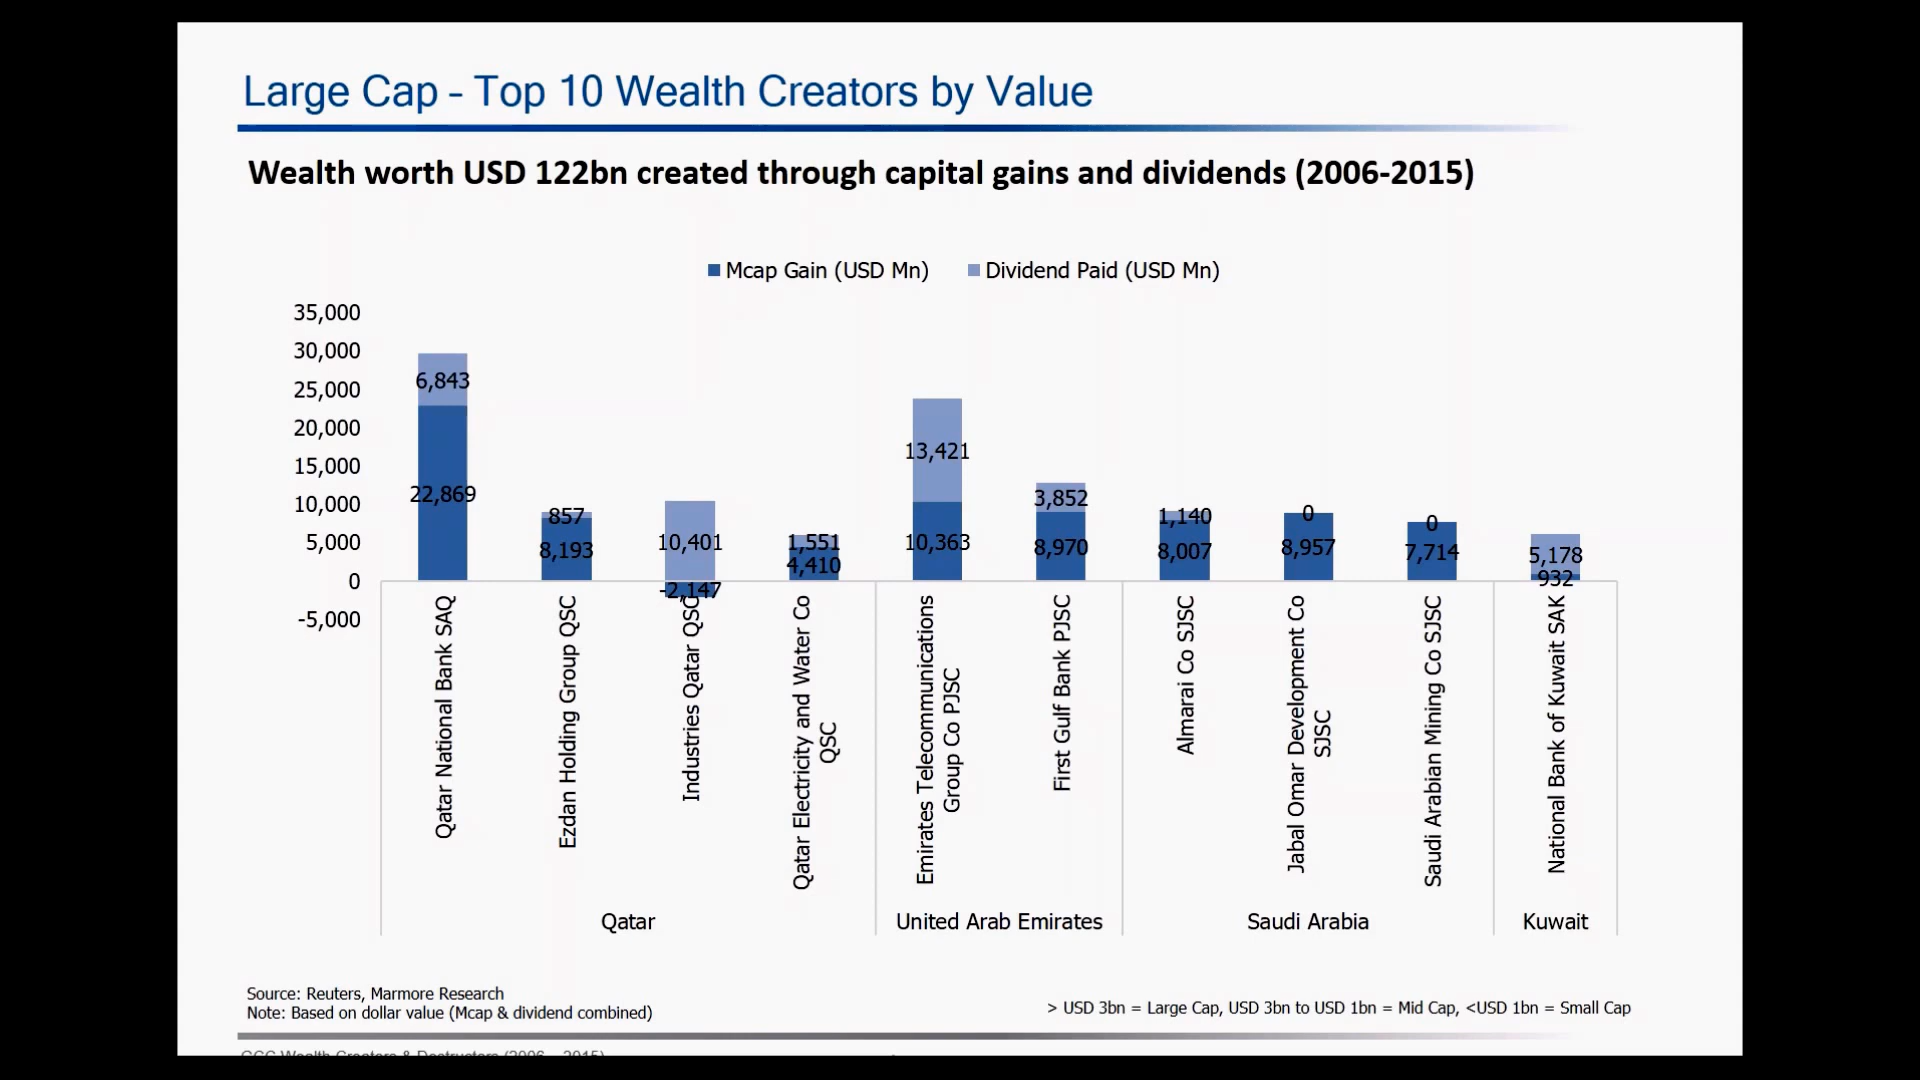 Large Cap – Top 10 Wealth Creators by Value
Wealth worth USD 122bn created through capital gains and dividends (2006-2015)
Mcap Gain (USD Mn)
Dividend Paid (USD Mn)
35,000
30,000
25,000
20,000
15,000
10,000
5,000
0
-5,000
6,843
22,869
857
8,193
10,401
-2,147
1,551
4,410
13,421
10,363
3,852
8,970
1,140
8,007
0
8,957
0
7,714
5,178
932
Qatar National Bank SAQ
Ezdan Holding Group QSC
Industries Qatar QSC
Qatar Electricity and Water Co
QSC
Emirates Telecommunications
Group Co PJSC
First Gulf Bank PJSC
Almarai Co SJSC
Jabal Omar Development Co
SJSC
Saudi Arabian Mining Co SJSC
National Bank of Kuwait SAK
Qatar
United Arab Emirates
Saudi Arabia
Kuwait
Source: Reuters, Marmore Research
Note: Based on dollar value (Mcap & dividend combined)
> USD 3bn = Large Cap, USD 3bn to USD 1bn = Mid Cap, <USD 1bn = Small Cap
GCC Wealth Creators & Destructors (2006 – 2015)